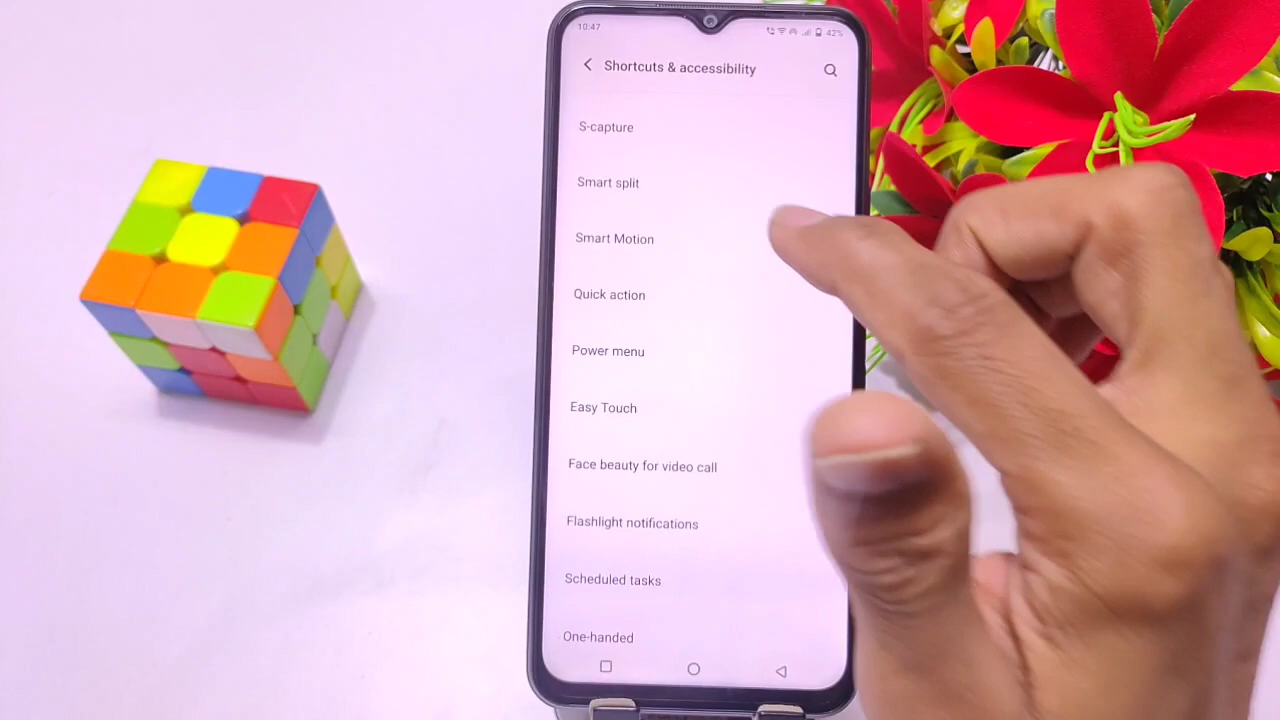 10:47
42%
Shortcuts & accessibility
S-capture
Smart split
Smart Motion
Quick action
Power menu
Easy Touch
Face beauty for video call
Flashlight notifications
Scheduled tasks
One-handed